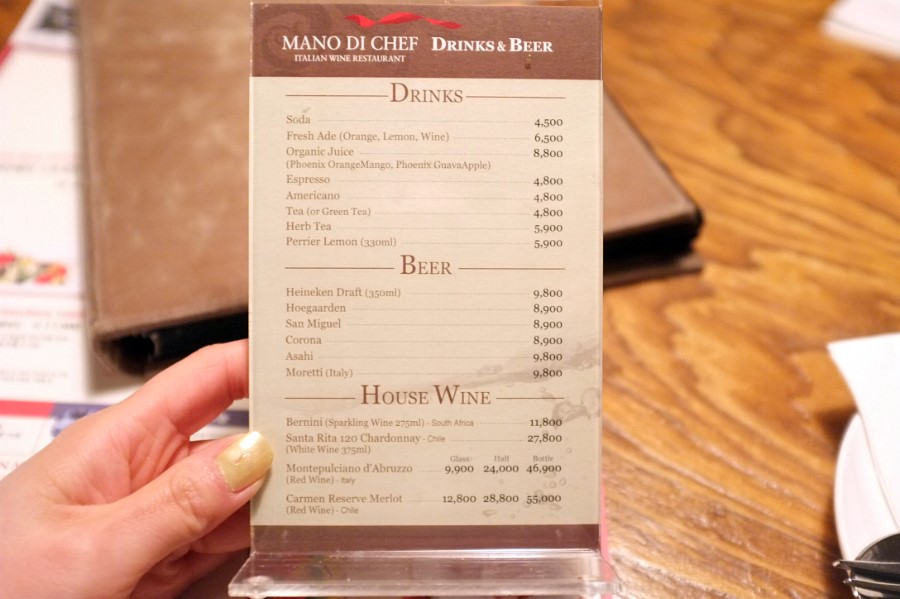 MANO DI CHEF DRINKS & BEER
ITALIAN WINE RESTAURANT
DRINKS
Soda 4,500
Fresh Ade (Orange, Lemon, Wine) 6,500
Organic Juice 8,800
(Phoenix OrangeMango, Phoenix GuavaApple)
Espresso 4,800
Americano 4,800
Tea (or Green Tea) 4,800
Herb Tea 5,900
Perrier Lemon (330ml) 5,900
BEER
Heineken Draft (350ml) 9,800
Hoegaarden 8,900
San Miguel 8,900
Corona 8,900
Asahi 9,800
Moretti (Italy) 9,800
HOUSE WINE
Bernini (Sparkling Wine 275ml) - South Africa 11,800
Santa Rita 120 Chardonnay - Chile 27,800
(White Wine 375ml)
Glass Half Bottle
Montepulciano d'Abruzzo 9,900 24,000 46,900
(Red Wine) - Italy
Carmen Reserve Merlot 12,800 28,800 55,000
(Red Wine) - Chile